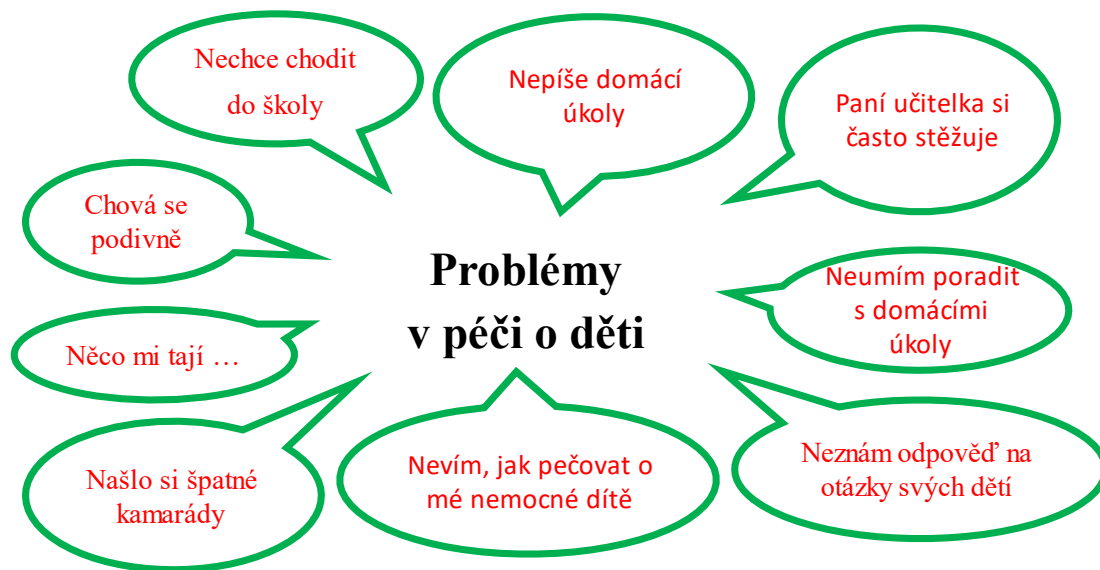 Nechce chodit
do školy
Nepíše domácí
úkoly
Paní učitelka si
často stěžuje
Chová se
podivně
Problémy
v péči o děti
Neumím poradit
s domácími
úkoly
Něco mi tají …
Našlo si špatné
kamarády
Nevím, jak pečovat o
mé nemocné dítě
Neznám odpověď na
otázky svých dětí